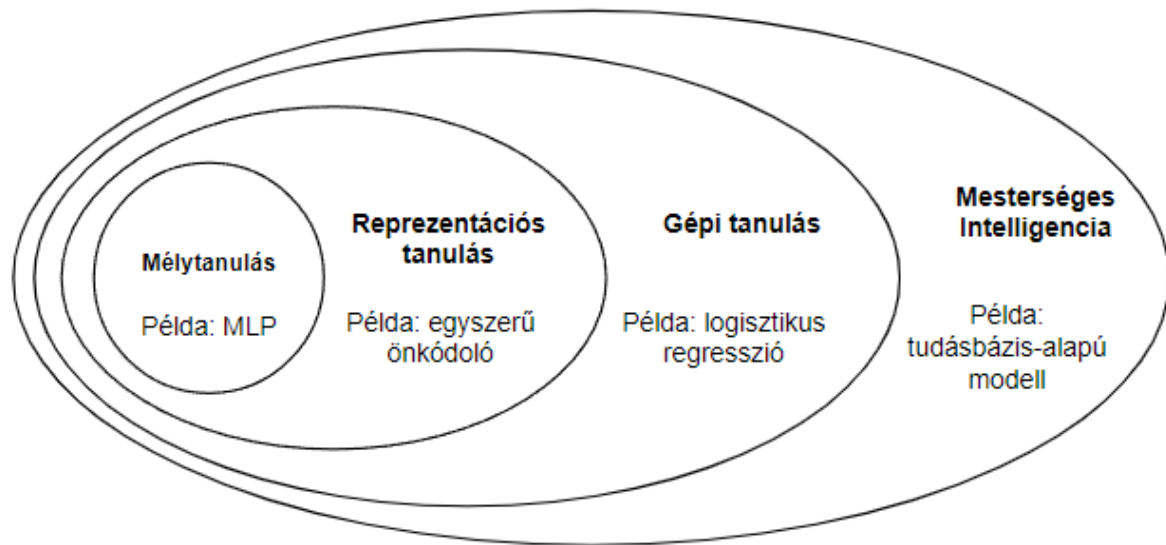 Mélytanulás
Példa: MLP
Reprezentációs
tanulás
Példa: egyszerű
önkódoló
Gépi tanulás
Példa: logisztikus
regresszió
Mesterséges
Intelligencia
Példa:
tudásbázis-alapú
modell